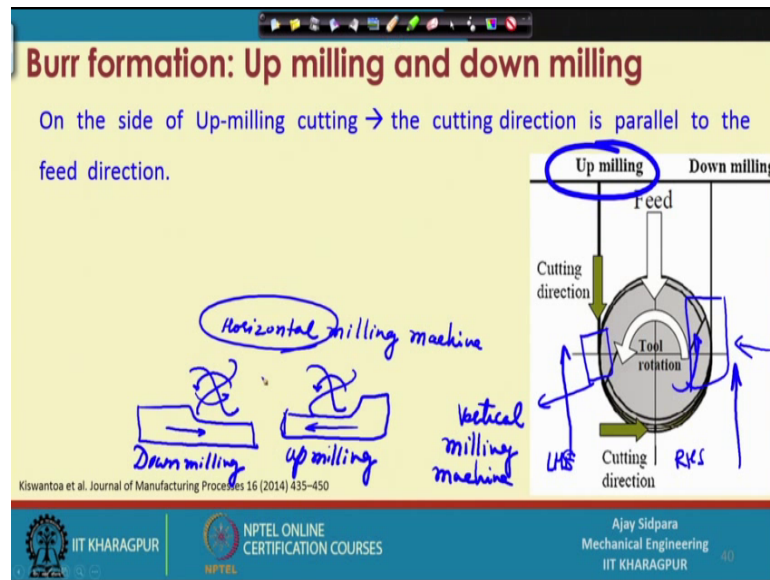 Burr formation: Up milling and down milling
On the side of Up-milling cutting → the cutting direction is parallel to the
feed direction.
Up milling
Down milling
Feed
Cutting
direction
Tool
rotation
Horizontal milling machine
Down milling
Up milling
Vertical
milling
machine
LHS
RHS
Cutting
direction
Kiswantoa et al. Journal of Manufacturing Processes 16 (2014) 435–450
IIT KHARAGPUR
NPTEL
NPTEL ONLINE
CERTIFICATION COURSES
Ajay Sidpara
Mechanical Engineering
IIT KHARAGPUR
40